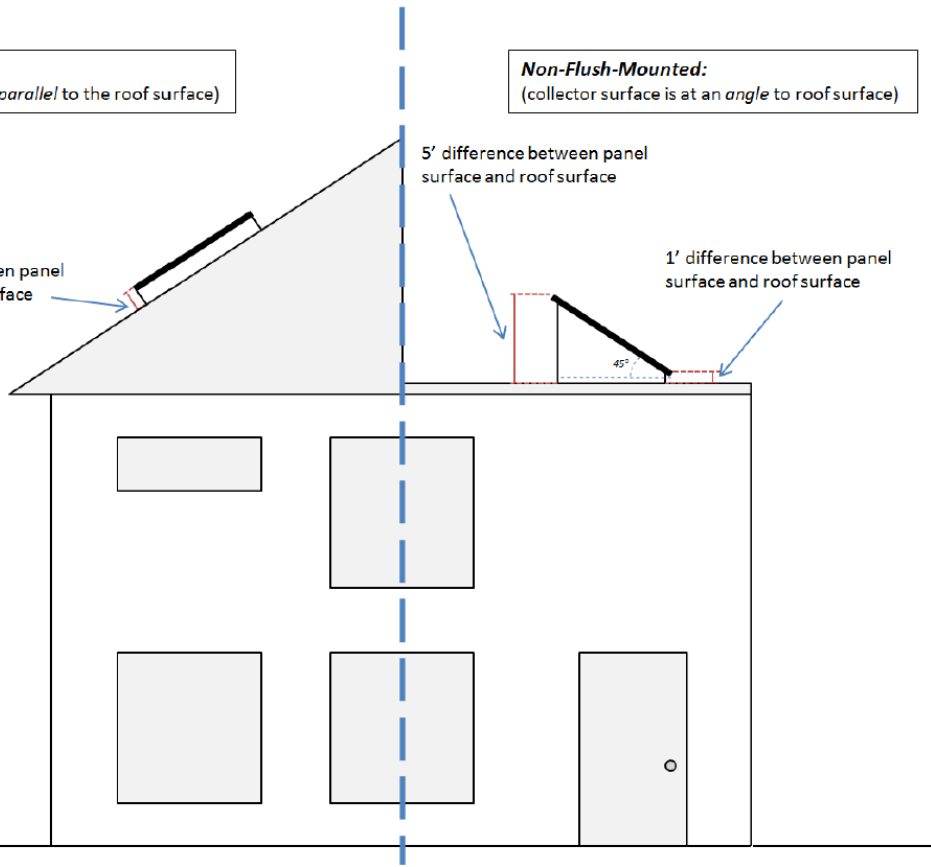 parallel to the roof surface)
Non-Flush-Mounted:
(collector surface is at an angle to roof surface)
5′ difference between panel
surface and roof surface
en panel
face
1′ difference between panel
surface and roof surface
45°